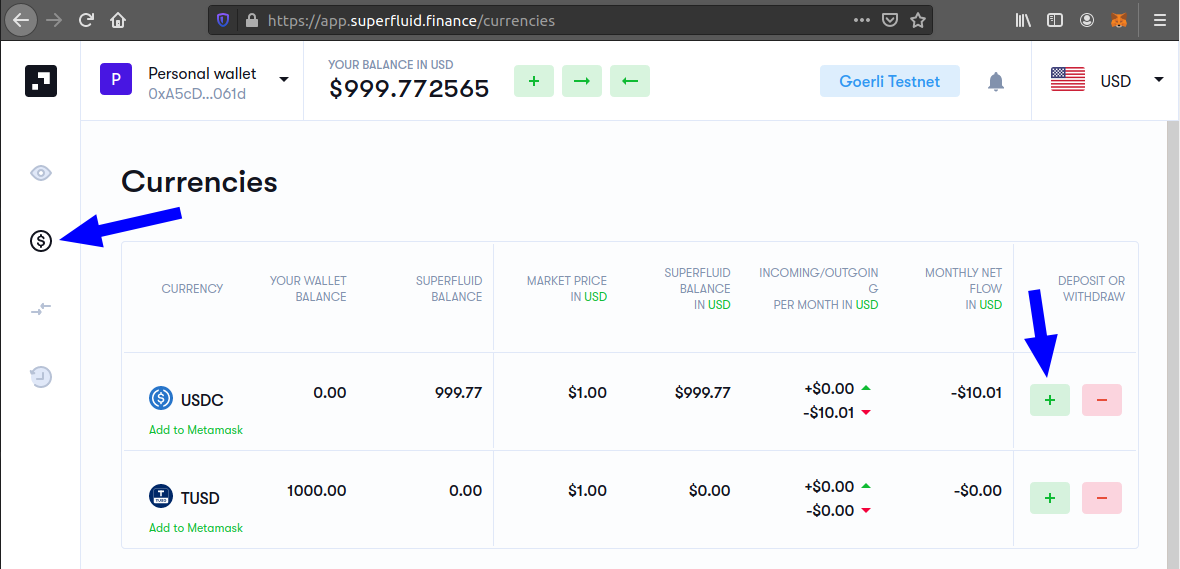 https://app.superfluid.finance/currencies
P
Personal wallet
0xA5cD...061d
YOUR BALANCE IN USD
$999.772565
Goerli Testnet
USD
Currencies
CURRENCY
YOUR WALLET
BALANCE
SUPERFLUID
BALANCE
MARKET PRICE
IN USD
SUPERFLUID
BALANCE
IN USD
INCOMING/OUTGOIN
G
PER MONTH IN USD
MONTHLY NET
FLOW
IN USD
DEPOSIT OR
WITHDRAW
USDC
Add to Metamask
0.00
999.77
$1.00
$999.77
+$0.00
-$10.01
-$10.01
+
−
TUSD
Add to Metamask
1000.00
0.00
$1.00
$0.00
+$0.00
-$0.00
-$0.00
+
−